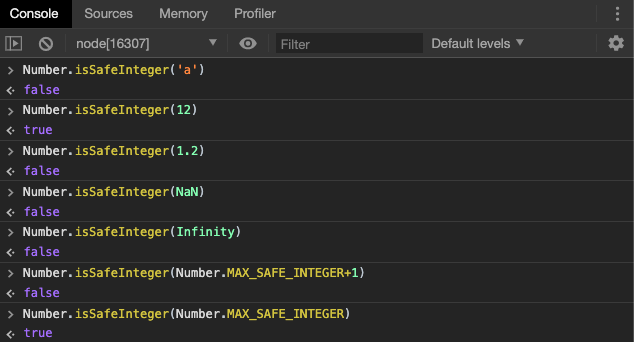 Console Sources Memory Profiler
node[16307] Filter Default levels
Number.isSafeInteger('a')
false
Number.isSafeInteger(12)
true
Number.isSafeInteger(1.2)
false
Number.isSafeInteger(NaN)
false
Number.isSafeInteger(Infinity)
false
Number.isSafeInteger(Number.MAX_SAFE_INTEGER+1)
false
Number.isSafeInteger(Number.MAX_SAFE_INTEGER)
true